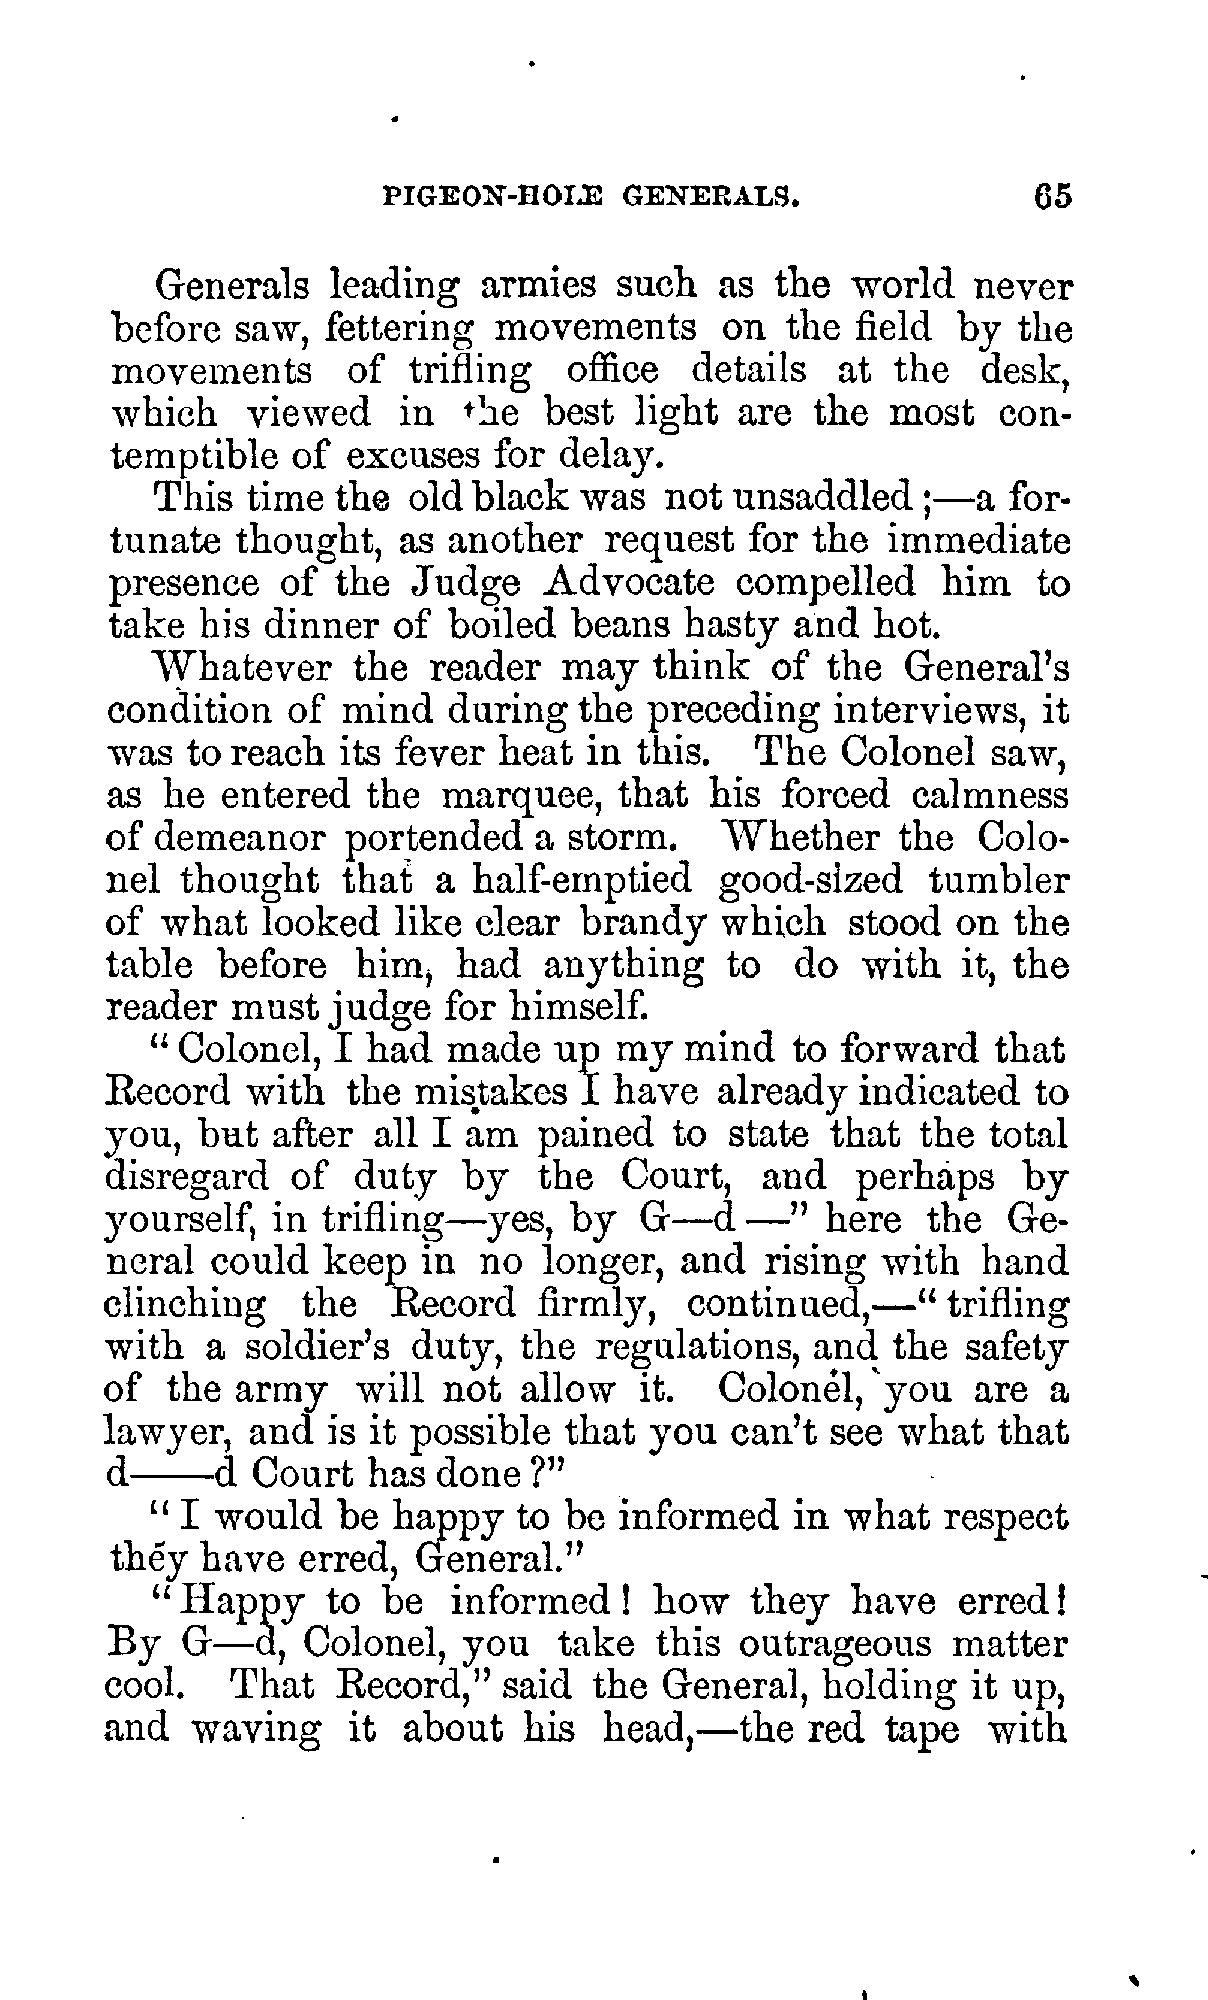 PIGEON-HOLE GENERALS. 65
Generals leading armies such as the world never
before saw, fettering movements on the field by the
movements of trifling office details at the desk,
which viewed in the best light are the most con-
temptible of excuses for delay.
This time the old black was not unsaddled;—a for-
tunate thought, as another request for the immediate
presence of the Judge Advocate compelled him to
take his dinner of boiled beans hasty and hot.
Whatever the reader may think of the General's
condition of mind during the preceding interviews, it
was to reach its fever heat in this. The Colonel saw,
as he entered the marquee, that his forced calmness
of demeanor portended a storm. Whether the Colo-
nel thought that a half-emptied good-sized tumbler
of what looked like clear brandy which stood on the
table before him, had anything to do with it, the
reader must judge for himself.
"Colonel, I had made up my mind to forward that
Record with the mistakes I have already indicated to
you, but after all I am pained to state that the total
disregard of duty by the Court, and perhaps by
yourself, in trifling—yes, by G—d—" here the Ge-
neral could keep in no longer, and rising with hand
clinching the Record firmly, continued,—"trifling
with a soldier's duty, the regulations, and the safety
of the army will not allow it. Colonel, you are a
lawyer, and is it possible that you can't see what that
d——d Court has done?"
"I would be happy to be informed in what respect
they have erred, General."
"Happy to be informed! how they have erred!
By G—d, Colonel, you take this outrageous matter
cool. That Record," said the General, holding it up,
and waving it about his head,—the red tape with